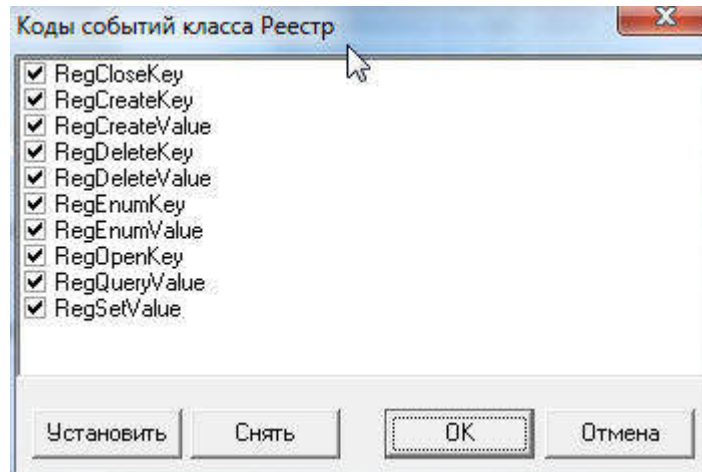 Коды событий класса Реестр
RegCloseKey
RegCreateKey
RegCreateValue
RegDeleteKey
RegDeleteValue
RegEnumKey
RegEnumValue
RegOpenKey
RegQueryValue
RegSetValue
Установить Снять OK Отмена